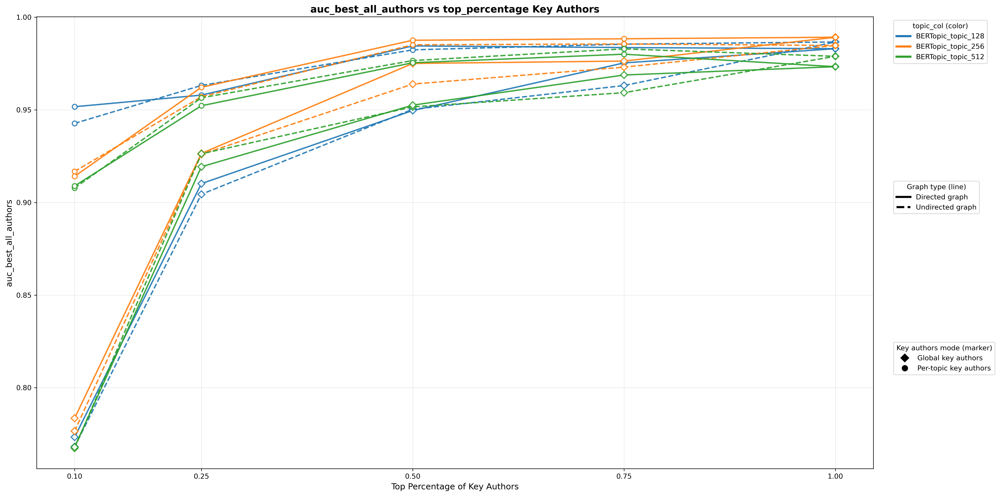 auc_best_all_authors vs top_percentage Key Authors
auc_best_all_authors
1.00
0.95
0.90
0.85
0.80
0.10
0.25
0.50
0.75
1.00
Top Percentage of Key Authors
topic_col (color)
BERTopic_topic_128
BERTopic_topic_256
BERTopic_topic_512
Graph type (line)
Directed graph
Undirected graph
Key authors mode (marker)
Global key authors
Per-topic key authors